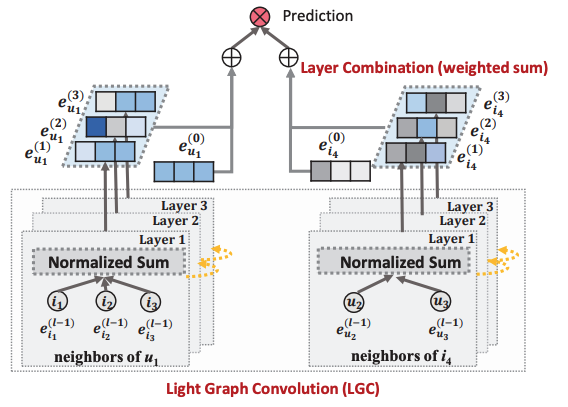 Prediction
Layer Combination (weighted sum)
e_{u_1}^{(3)}
e_{u_1}^{(2)}
e_{u_1}^{(1)}
e_{u_1}^{(0)}
e_{i_4}^{(0)}
e_{i_4}^{(3)}
e_{i_4}^{(2)}
e_{i_4}^{(1)}
Layer 3
Layer 2
Layer 1
Normalized Sum
i_1 i_2 i_3
e_{i_1}^{(l-1)} e_{i_2}^{(l-1)} e_{i_3}^{(l-1)}
neighbors of u_1
Layer 3
Layer 2
Layer 1
Normalized Sum
u_2 u_3
e_{u_2}^{(l-1)} e_{u_3}^{(l-1)}
neighbors of i_4
Light Graph Convolution (LGC)